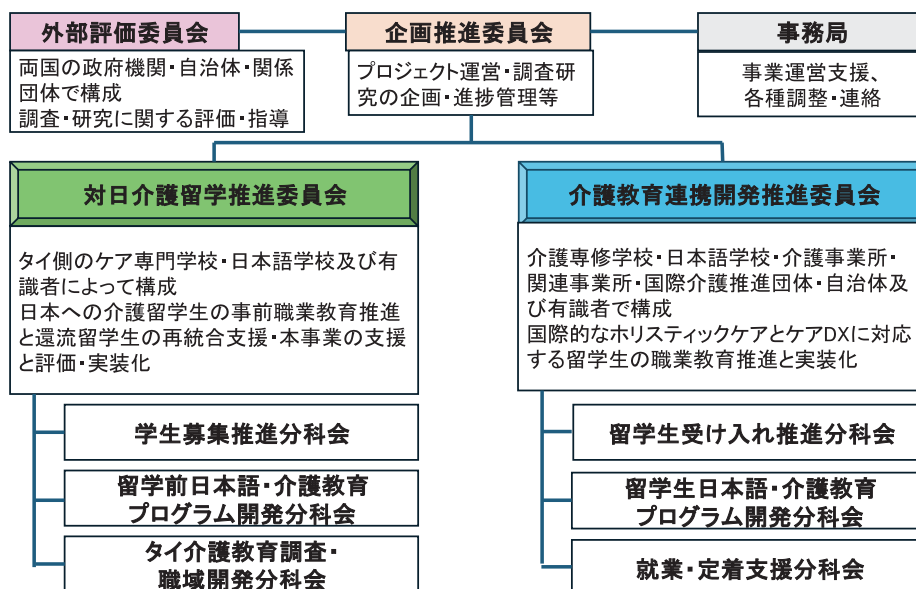 外部評価委員会
両国の政府機関・自治体・関係
団体で構成
調査・研究に関する評価・指導
企画推進委員会
プロジェクト運営・調査研
究の企画・進捗管理等
事務局
事業運営支援、
各種調整・連絡
対日介護留学推進委員会
タイ側のケア専門学校・日本語学校及び有
識者によって構成
日本への介護留学生の事前職業教育推進
と還流留学生の再統合支援・本事業の支援
と評価・実装化
学生募集推進分科会
留学前日本語・介護教育
プログラム開発分科会
タイ介護教育調査・
職域開発分科会
介護教育連携開発推進委員会
介護専修学校・日本語学校・介護事業所・
関連事業所・国際介護推進団体・自治体及
び有識者で構成
国際的なホリスティックケアとケアDXに対応
する留学生の職業教育推進と実装化
留学生受け入れ推進分科会
留学生日本語・介護教育
プログラム開発分科会
就業・定着支援分科会